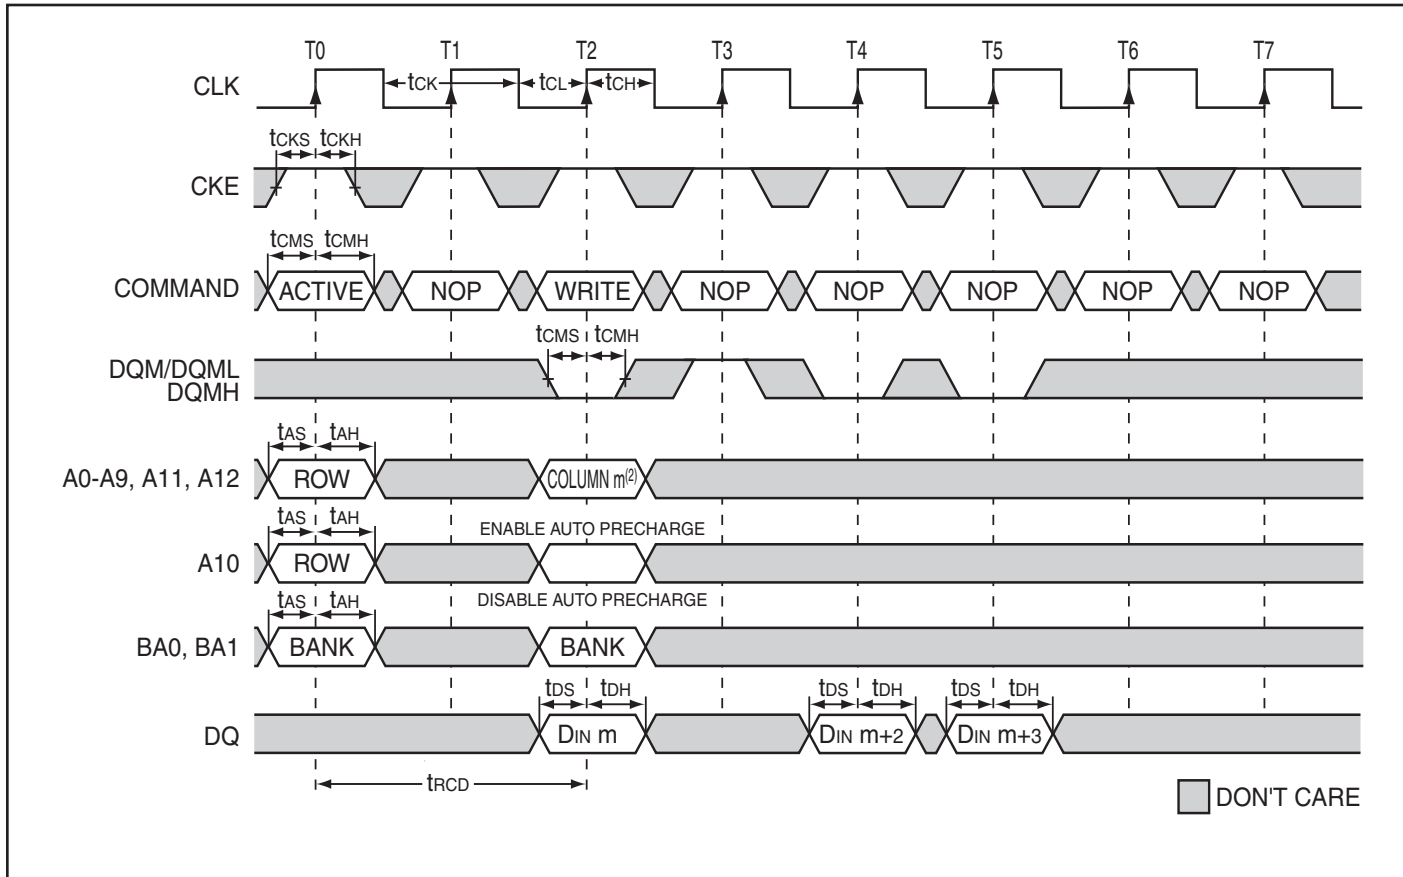 T0 T1 T2 T3 T4 T5 T6 T7
CLK tCK tCL tCH
tCKS tCKH
CKE
tCMS tCMH
COMMAND ACTIVE NOP WRITE NOP NOP NOP NOP NOP
tCMS tCMH
DQM/DQML
DQMH
tAS tAH
A0-A9, A11, A12 ROW COLUMN m(2)
tAS tAH ENABLE AUTO PRECHARGE
A10 ROW
tAS tAH DISABLE AUTO PRECHARGE
BA0, BA1 BANK BANK
tDS tDH tDS tDH tDS tDH
DQ DIN m DIN m+2 DIN m+3
tRCD
DON'T CARE